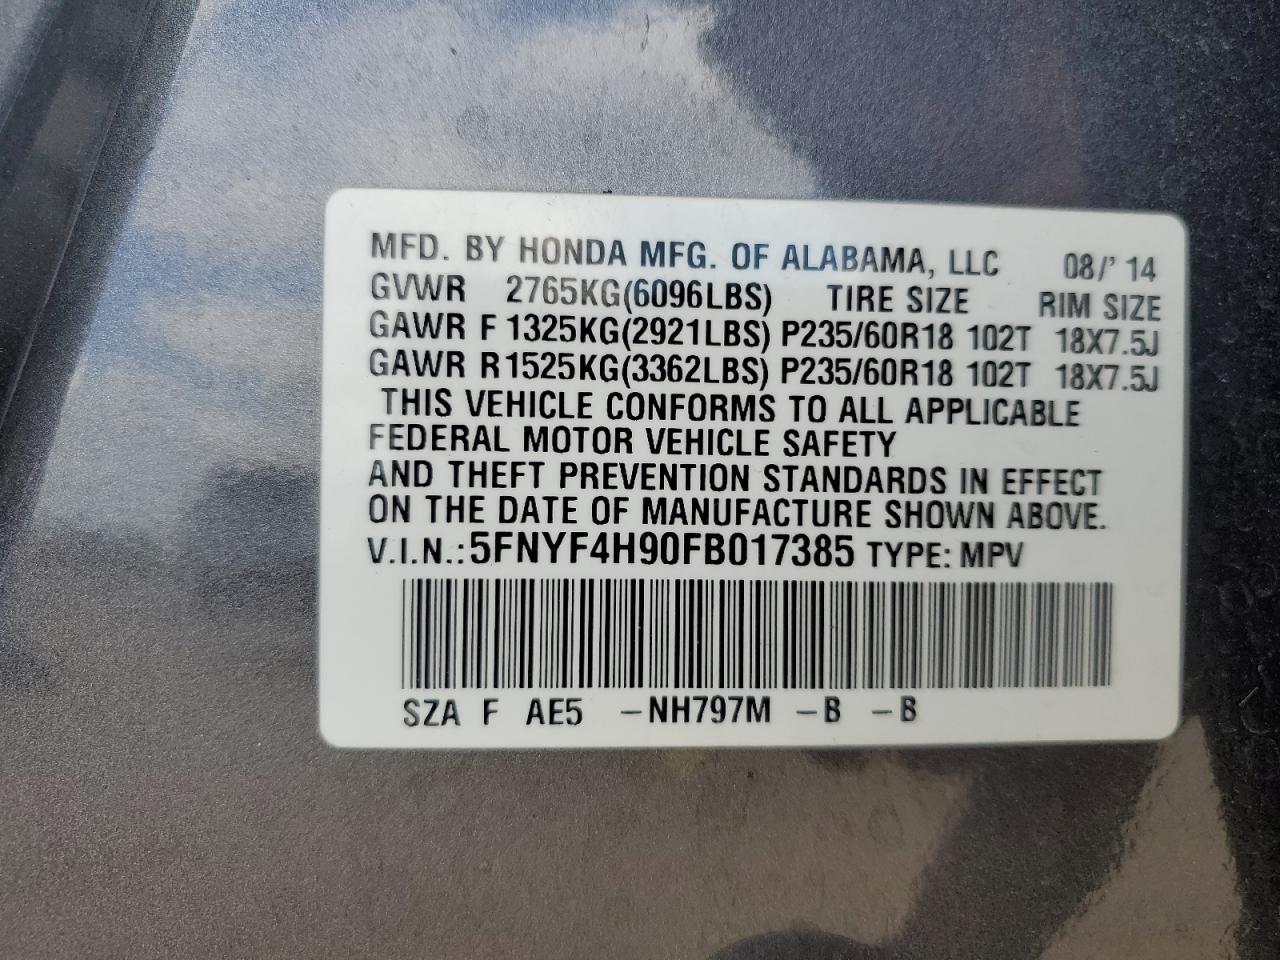 MFD. BY HONDA MFG. OF ALABAMA, LLC 08/' 14
GVWR 2765KG(6096LBS) TIRE SIZE RIM SIZE
GAWR F 1325KG(2921LBS) P235/60R18 102T 18X7.5J
GAWR R1525KG(3362LBS) P235/60R18 102T 18X7.5J
THIS VEHICLE CONFORMS TO ALL APPLICABLE
FEDERAL MOTOR VEHICLE SAFETY
AND THEFT PREVENTION STANDARDS IN EFFECT
ON THE DATE OF MANUFACTURE SHOWN ABOVE.
V.I.N.: 5FNYF4H90FB017385 TYPE: MPV
SZA F AE5 –NH797M –B –B